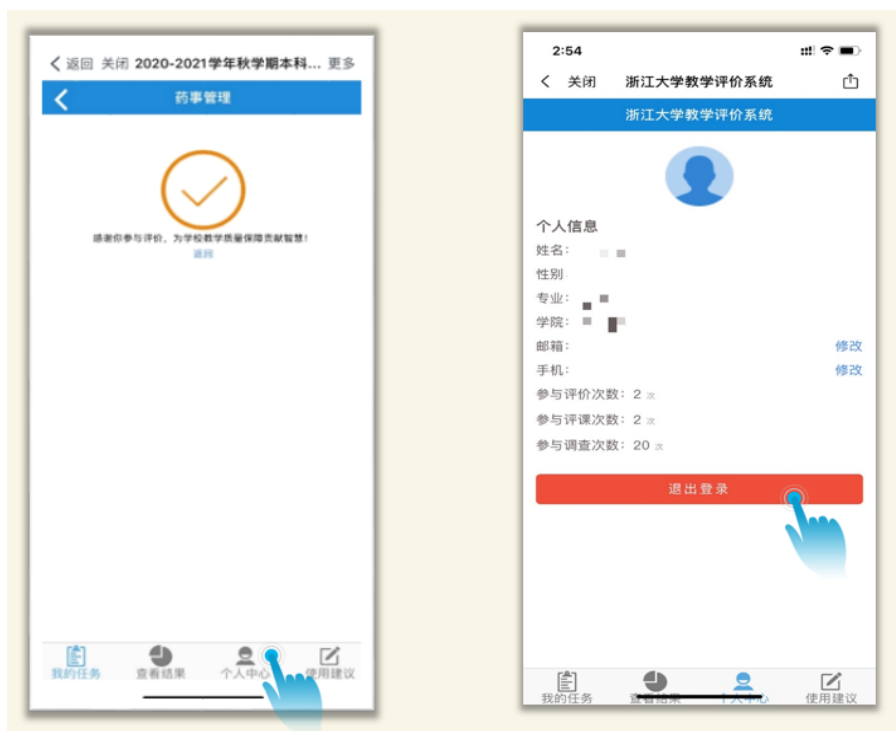 返回 关闭 2020-2021学年秋学期本科... 更多
药事管理
感谢你参与评价，为学校教学质量保障贡献智慧！
返回
我的任务 查看结果 个人中心 使用建议
2:54
关闭 浙江大学教学评价系统
浙江大学教学评价系统
个人信息
姓名：
性别
专业：
学院：
邮箱： 修改
手机： 修改
参与评价次数：2 次
参与评课次数：2 次
参与调查次数：20 次
退出登录
我的任务 查看结果 个人中心 使用建议